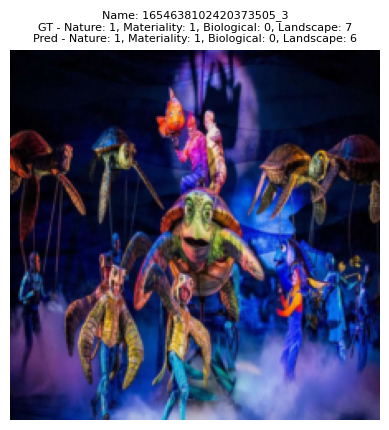 Name: 1654638102420373505_3
GT - Nature: 1, Materiality: 1, Biological: 0, Landscape: 7
Pred - Nature: 1, Materiality: 1, Biological: 0, Landscape: 6